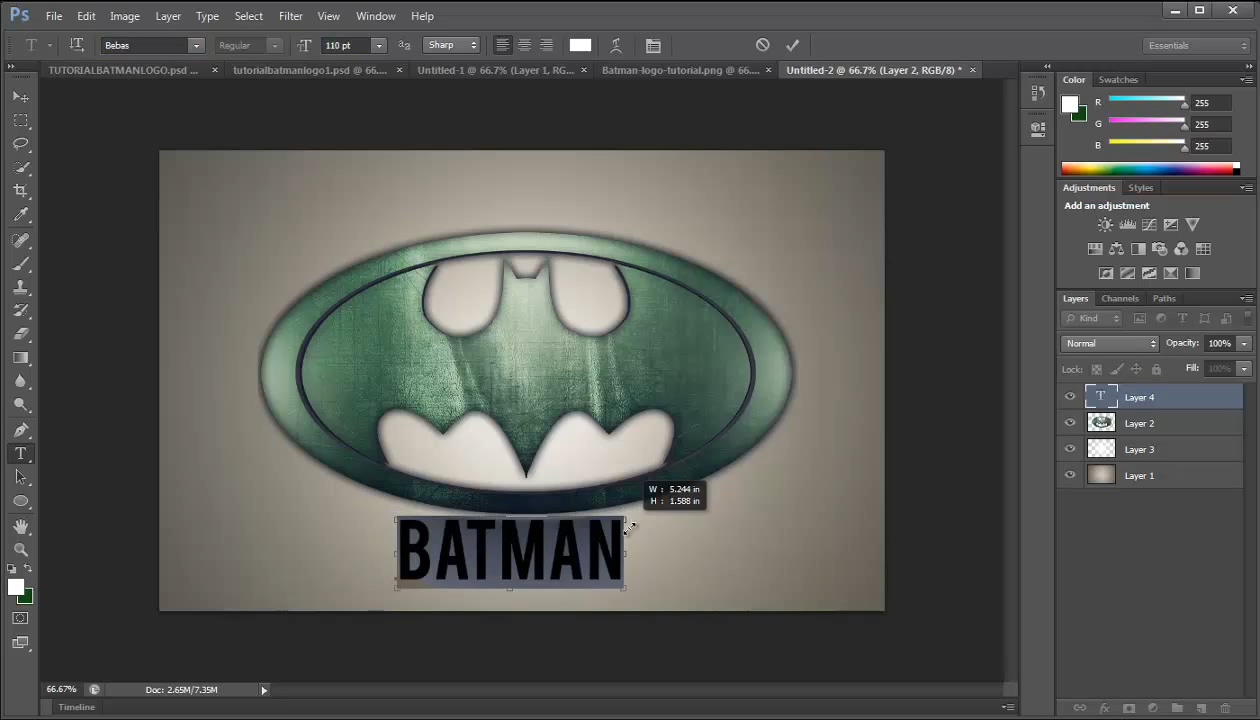 Ps File Edit Image Layer Type Select Filter View Window Help
T Bebas Regular 110 pt Sharp Essentials
TUTORIALBATMANLOGO.psd ... × tutorialbatmanlogo1.psd @ 66.... × Untitled-1 @ 66.7% (Layer 1, RG... × Batman-logo-tutorial.png @ 66.... × Untitled-2 @ 66.7% (Layer 2, RGB/8) * ×
Color Swatches
R 255
G 255
B 255
Adjustments Styles
Add an adjustment
Layers Channels Paths
Kind
Normal Opacity: 100%
Lock: Fill: 100%
Layer 4
Layer 2
Layer 3
Layer 1
W : 5.244 in
H : 1.588 in
BATMAN
66.67% Doc: 2.65M/7.35M
Timeline